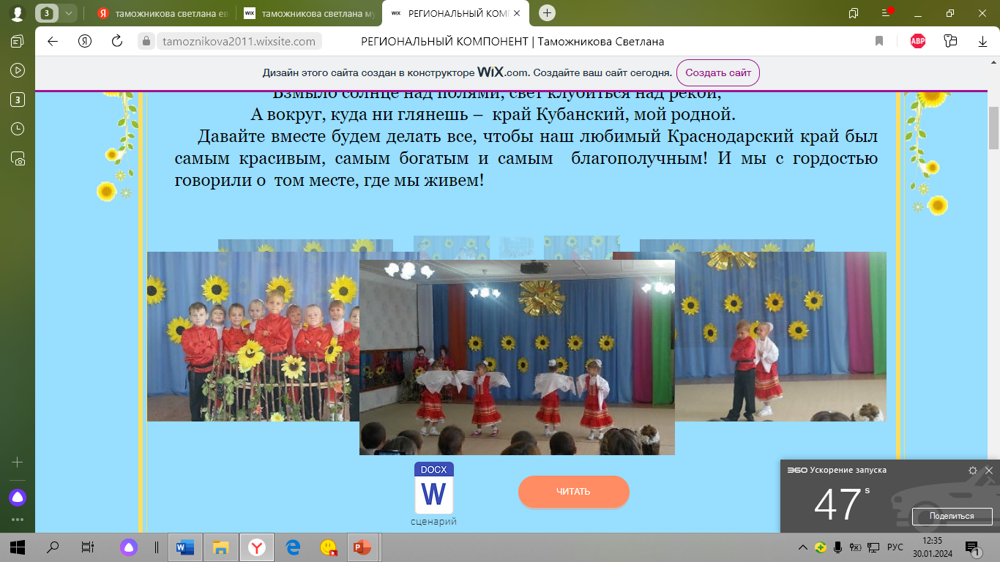 3
таможникова светлана ев
таможникова светлана му
РЕГИОНАЛЬНЫЙ КОМП
tamoznikova2011.wixsite.com
РЕГИОНАЛЬНЫЙ КОМПОНЕНТ | Таможникова Светлана
ABP
Дизайн этого сайта создан в конструкторе WiX.com. Создайте ваш сайт сегодня.
Создать сайт
3
Взмыло солнце над полями, свет клубиться над рекой,
А вокруг, куда ни глянешь – край Кубанский, мой родной.
Давайте вместе будем делать все, чтобы наш любимый Краснодарский край был
самым красивым, самым богатым и самым благополучным! И мы с гордостью
говорили о том месте, где мы живем!
DOCX
W
сценарий
ЧИТАТЬ
360 Ускорение запуска
47 s
Поделиться
РУС
12:35
30.01.2024
1